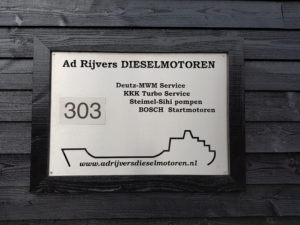 Ad Rijvers DIESELMOTOREN
Deutz-MWM Service
KKK Turbo Service
Steimel-Sihi pompen
BOSCH Startmotoren
303
www.adrijversdieselmotoren.nl